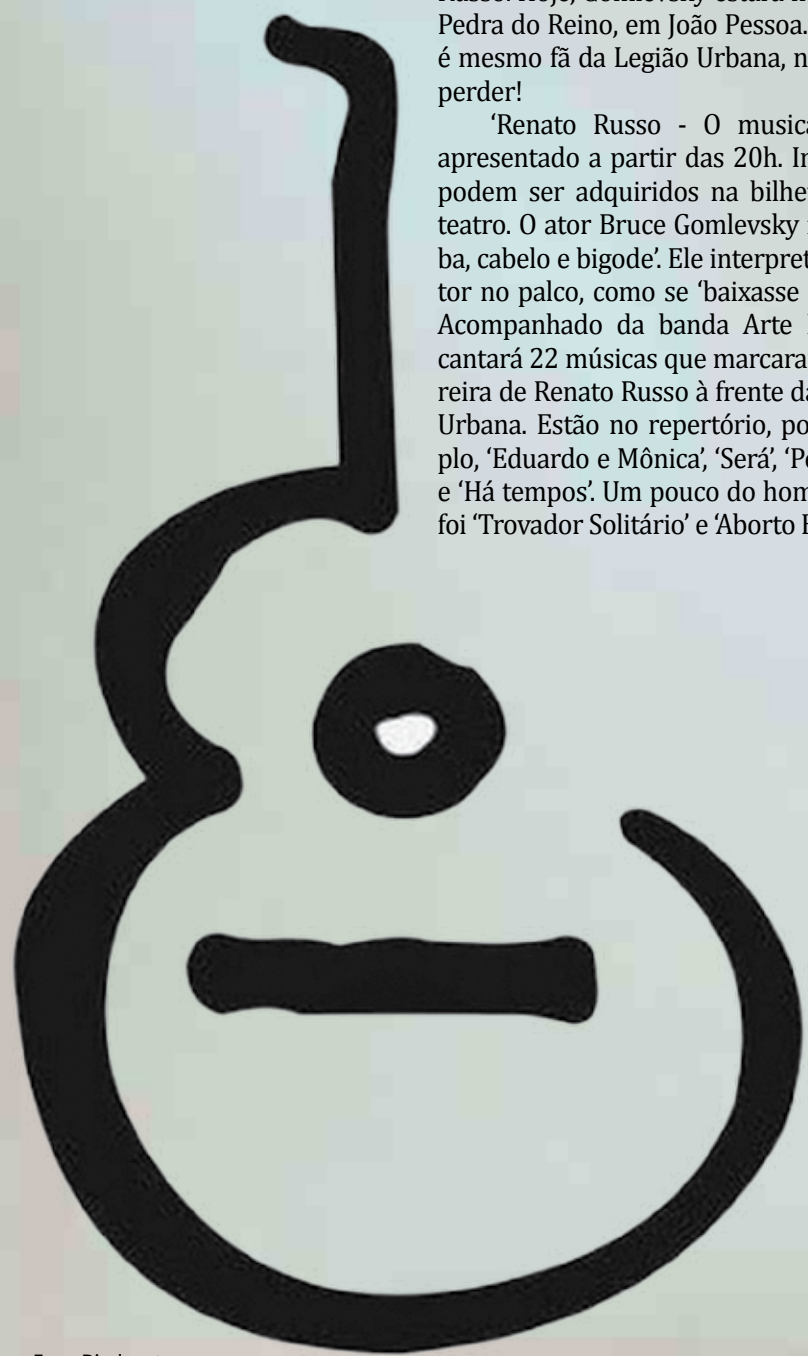 Pedra do Reino, em João Pessoa.
é mesmo fã da Legião Urbana, n
perder!
‘Renato Russo - O music
apresentado a partir das 20h. In
podem ser adquiridos na bilhe
teatro. O ator Bruce Gomlevsky
ba, cabelo e bigode’. Ele interpret
tor no palco, como se ‘baixasse
Acompanhado da banda Arte
cantará 22 músicas que marcara
reira de Renato Russo à frente da
Urbana. Estão no repertório, po
plo, ‘Eduardo e Mônica’, ‘Será’, ‘Pe
e ‘Há tempos’. Um pouco do hom
foi ‘Trovador Solitário’ e ‘Aborto E